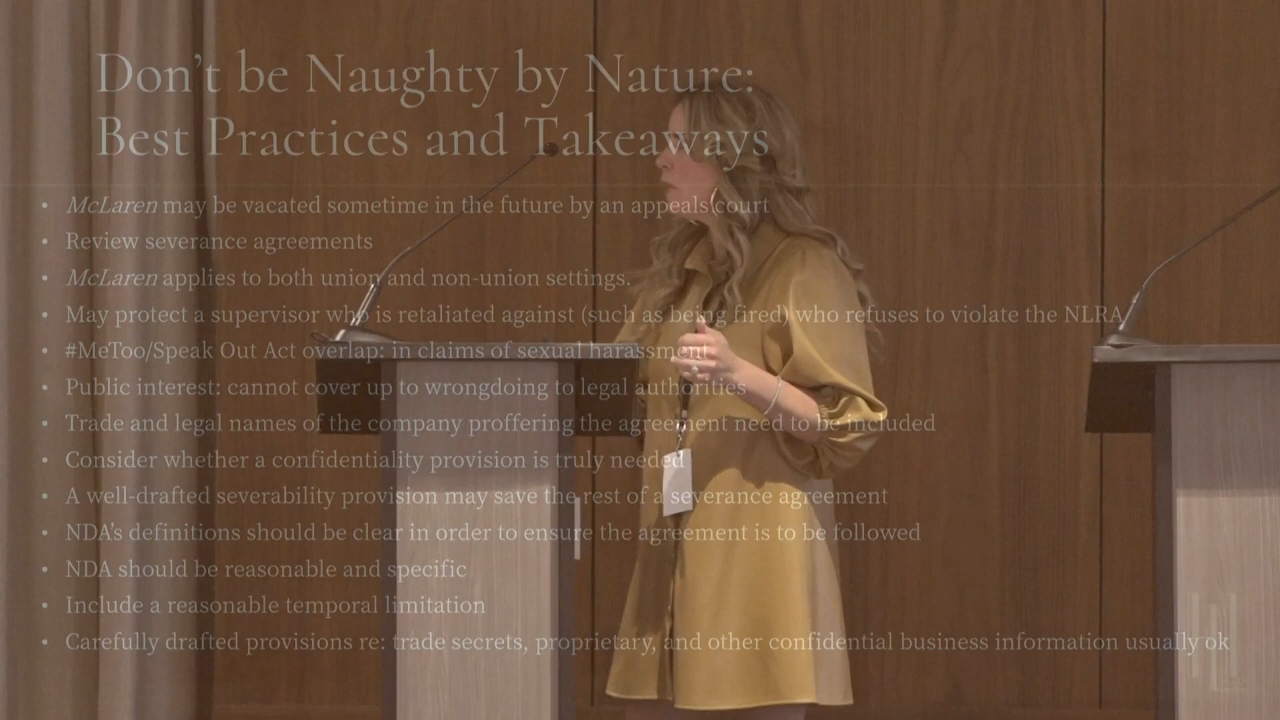 Don't be Naughty by Nature:
Best Practices and Takeaways
• McLaren may be vacated sometime in the future by an appeals court
• Review severance agreements
• McLaren applies to both union and non-union settings.
• May protect a supervisor who is retaliated against (such as being fired) who refuses to violate the NLRA
• #MeToo/Speak Out Act overlap: in claims of sexual harassment
• Public interest: cannot cover up to wrongdoing to legal authorities
• Trade and legal names of the company proffering the agreement need to be included
• Consider whether a confidentiality provision is truly needed
• A well-drafted severability provision may save the rest of a severance agreement
• NDA's definitions should be clear in order to ensure the agreement is to be followed
• NDA should be reasonable and specific
• Include a reasonable temporal limitation
• Carefully drafted provisions re: trade secrets, proprietary, and other confidential business information usually ok